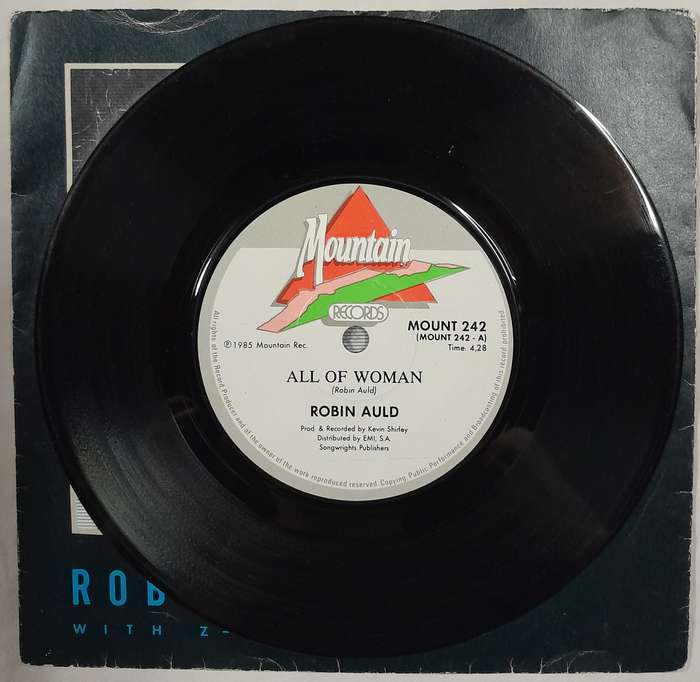 Mountain
RECORDS
MOUNT 242
(MOUNT 242 - A)
Time: 4,28
℗1985 Mountain Rec.
ALL OF WOMAN
(Robin Auld)
ROBIN AULD
Prod. & Recorded by Kevin Shirley
Distributed by EMI, S.A.
Songwrights Publishers
All rights of the Record Producer and of the owner of the work reproduced reserved. Copying, Public Performance and Broadcasting of this record prohibited.
ROB
WITH Z-